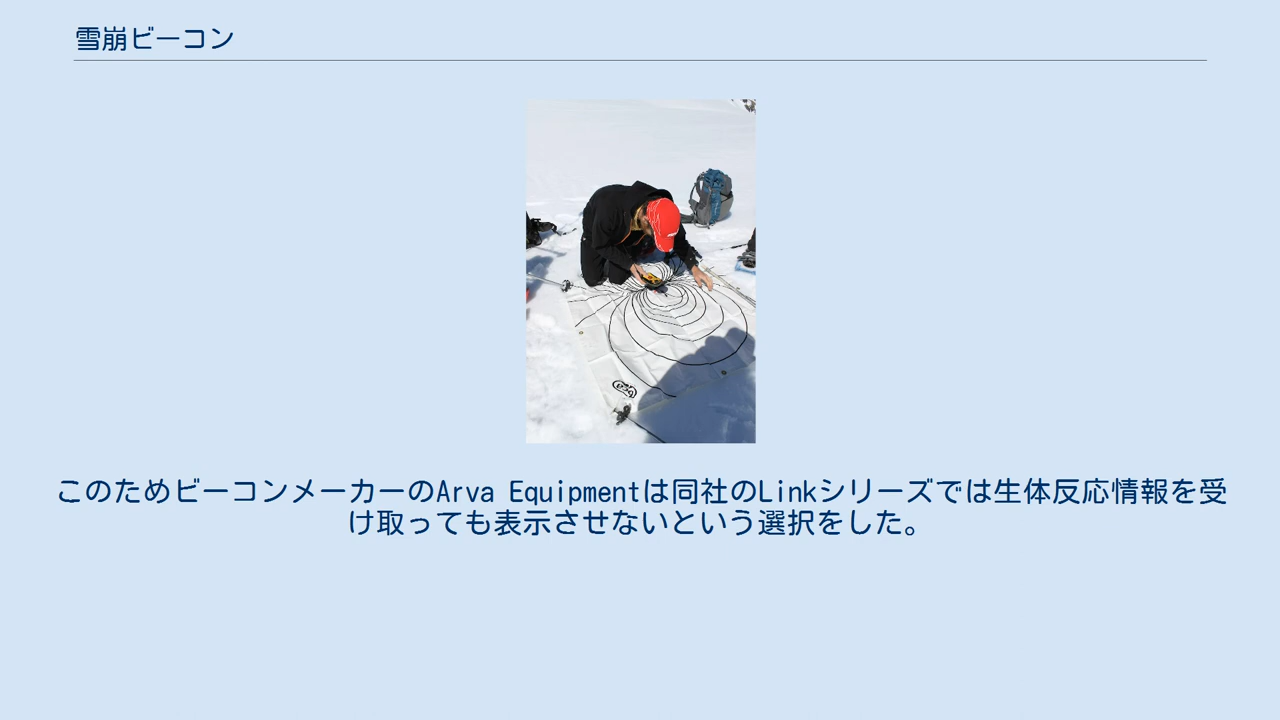 雪崩ビーコン
bca
このためビーコンメーカーのArva Equipmentは同社のLinkシリーズでは生体反応情報を受
け取っても表示させないという選択をした。